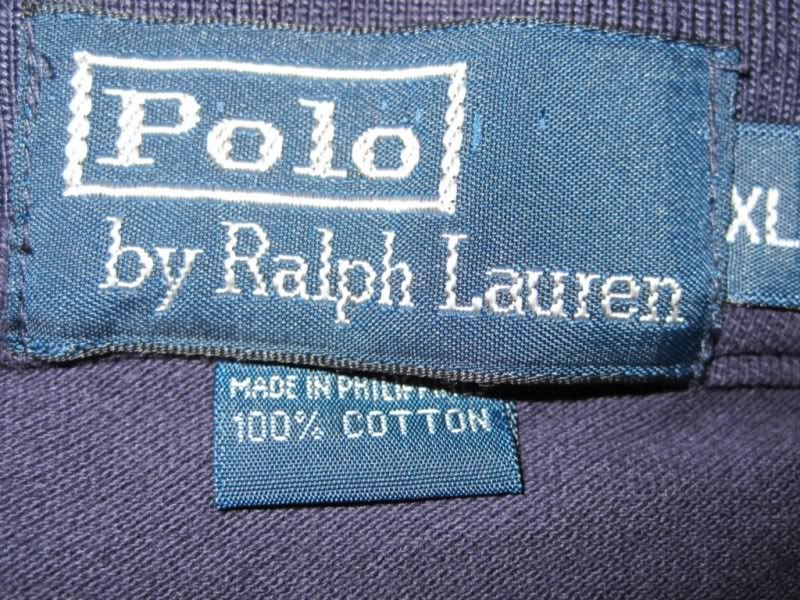 Polo
by Ralph Lauren
XL
MADE IN
100% COTTON